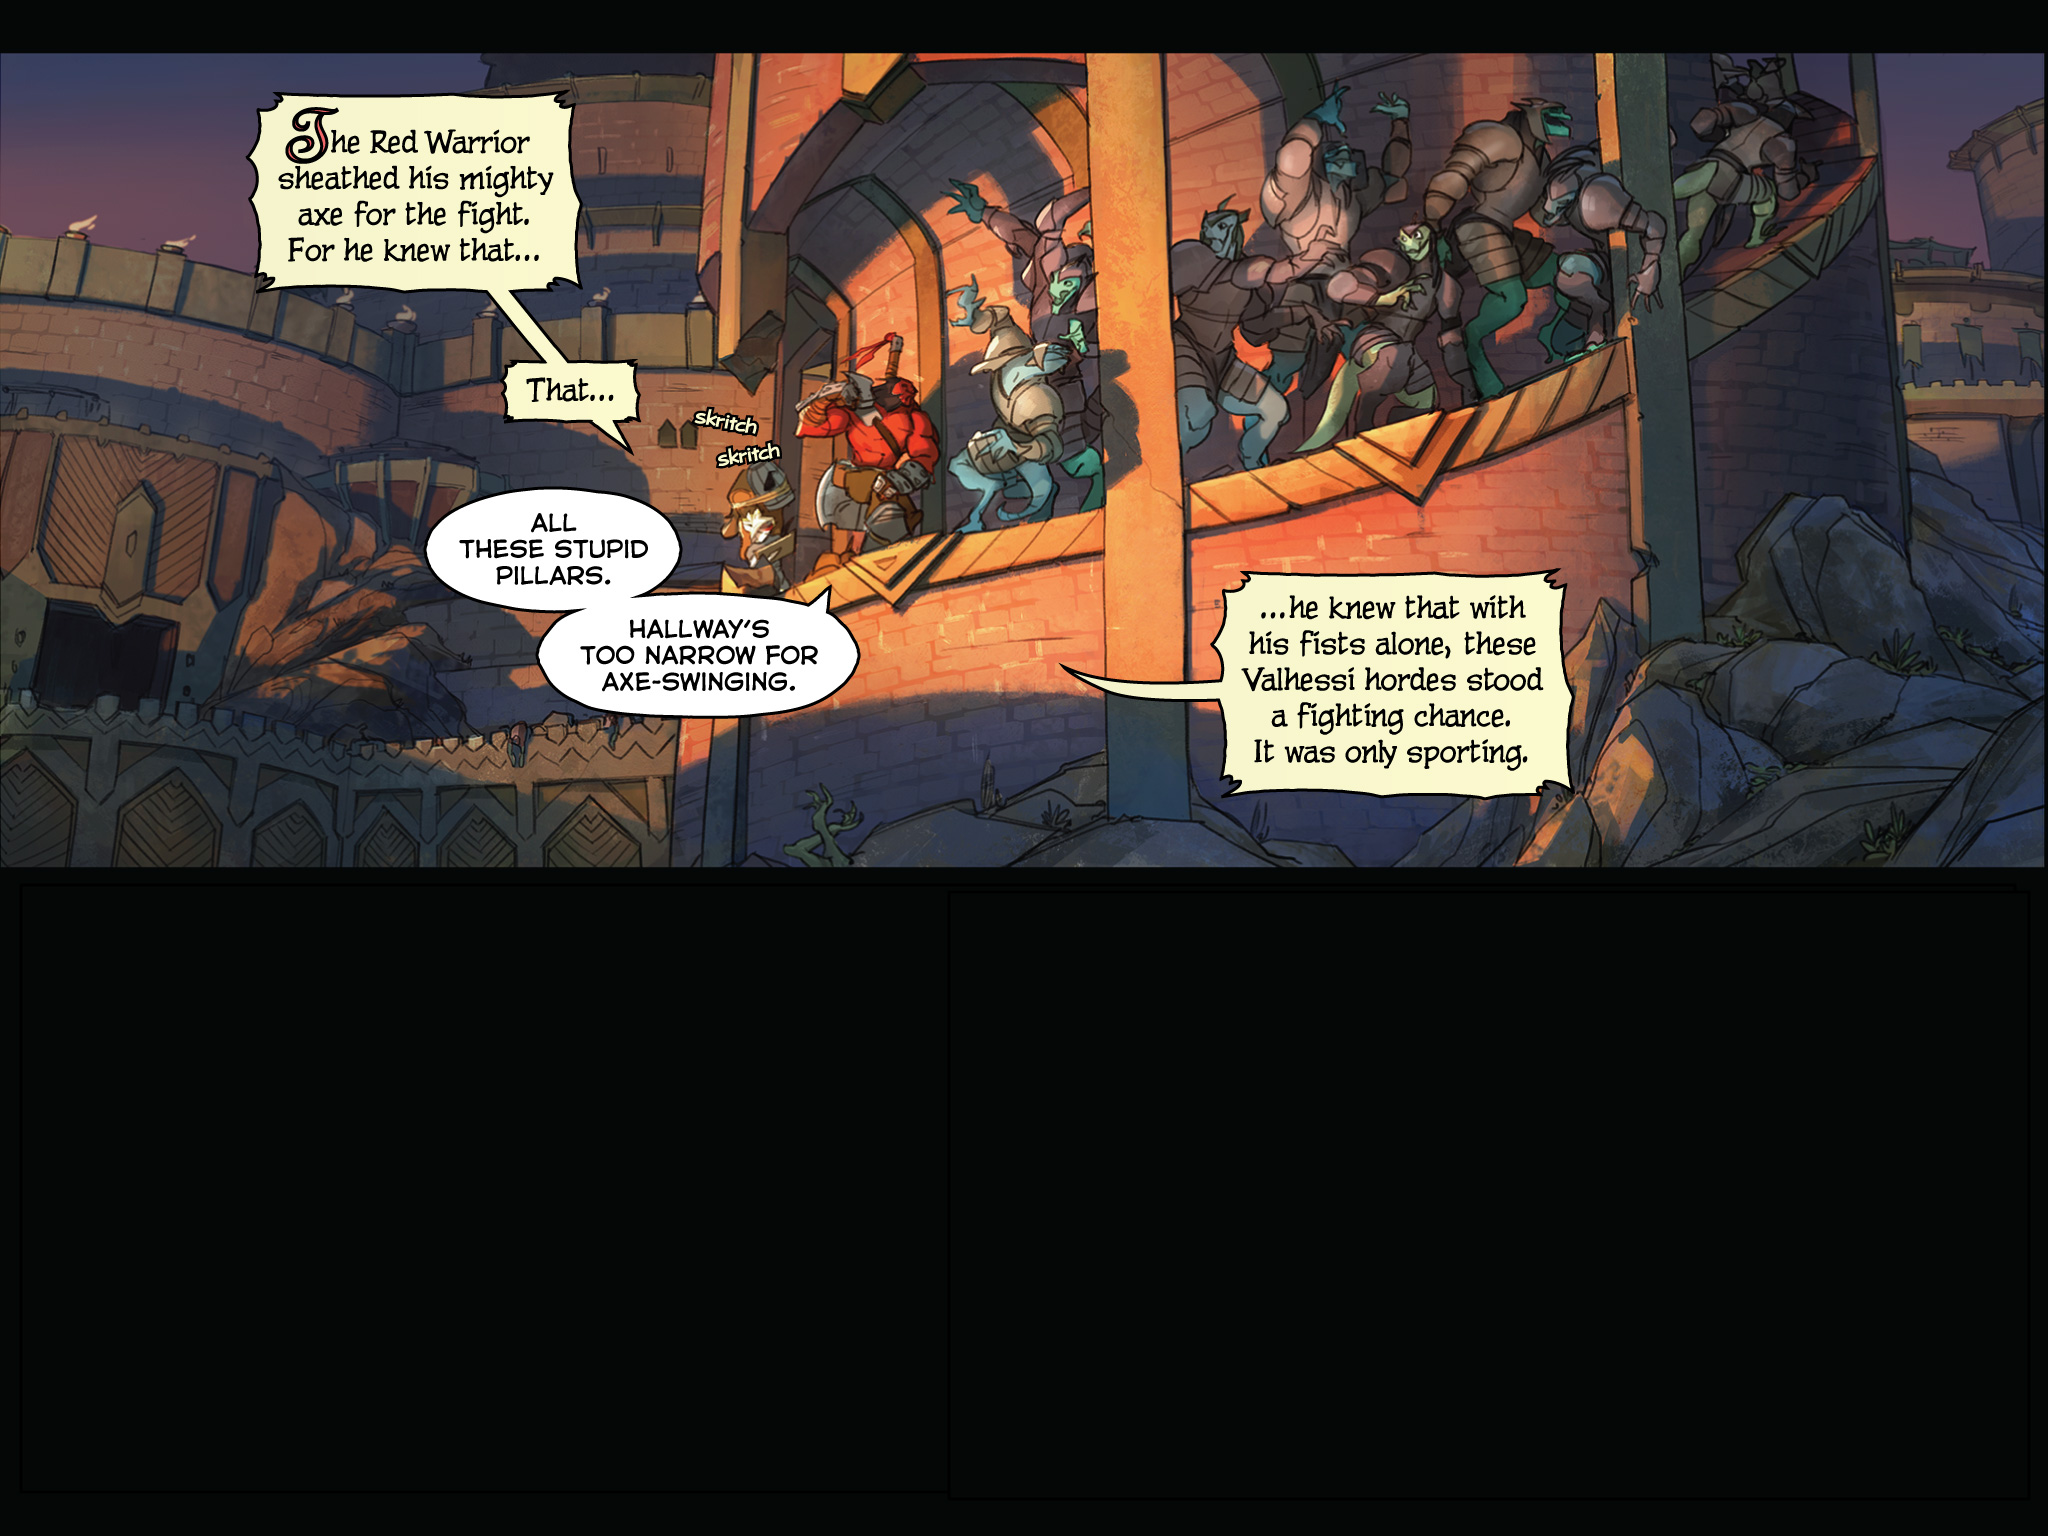 The Red Warrior
sheathed his mighty
axe for the fight.
For he knew that...
That...
skritch
skritch
ALL
THESE STUPID
PILLARS.
HALLWAY'S
TOO NARROW FOR
AXE-SWINGING.
...he knew that with
his fists alone, these
Valhessi hordes stood
a fighting chance.
It was only sporting.